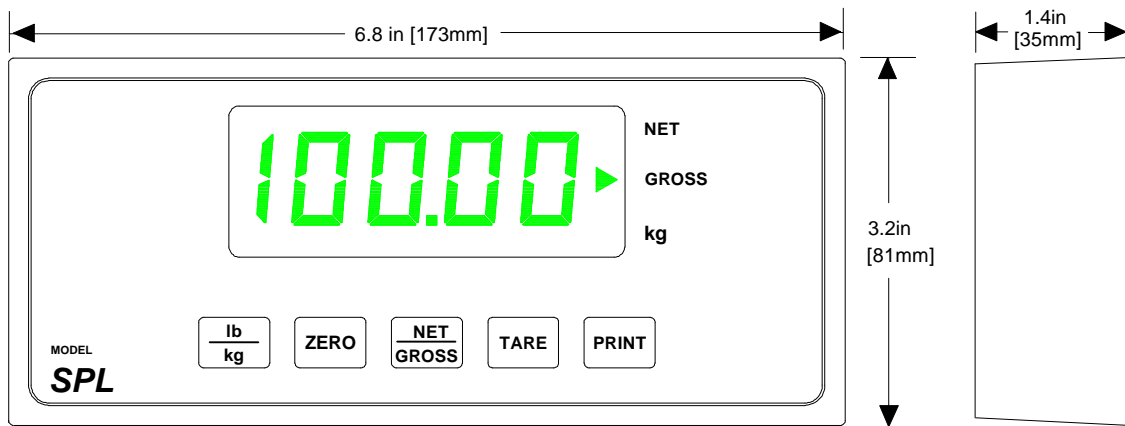 6.8 in [173mm]
1.4in
[35mm]
100.00
NET
GROSS
kg
3.2in
[81mm]
lb
kg
ZERO
NET
GROSS
TARE
PRINT
MODEL
SPL